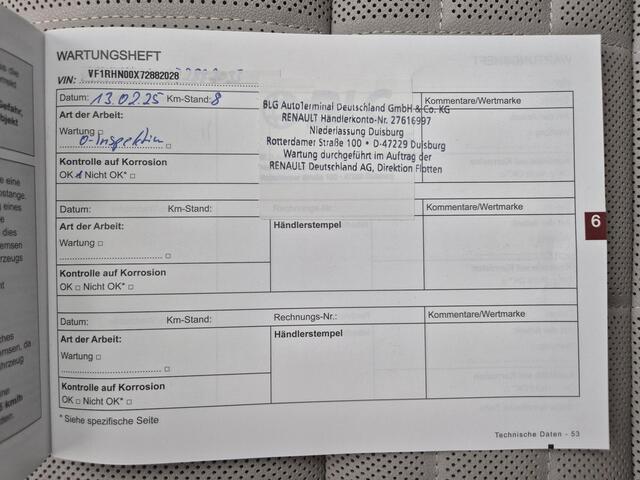 WARTUNGSHEFT
VIN: VF1RHN00X72882028
Datum: 13.02.25 Km-Stand: 8
Kommentare/Wertmarke
Art der Arbeit:
Wartung
0-Inspektion
Kontrolle auf Korrosion
OK Nicht OK*
BLG AutoTerminal Deutschland GmbH & Co. KG
RENAULT Händlerkonto-Nr. 27616997
Niederlassung Duisburg
Rotterdamer Straße 100 • D-47229 Duisburg
Wartung durchgeführt im Auftrag der
RENAULT Deutschland AG, Direktion Flotten
Datum: Km-Stand: Rechnungs-Nr.: Kommentare/Wertmarke
Art der Arbeit: Händlerstempel
Wartung □
.............................. □
Kontrolle auf Korrosion
OK □ Nicht OK* □
Datum: Km-Stand: Rechnungs-Nr.: Kommentare/Wertmarke
Art der Arbeit: Händlerstempel
Wartung □
.............................. □
Kontrolle auf Korrosion
OK □ Nicht OK* □
* Siehe spezifische Seite
Technische Daten - 53
6